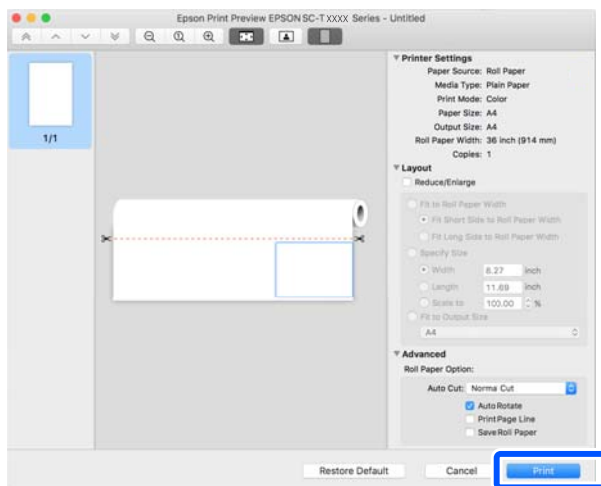 Epson Print Preview EPSON SC-T XXXX Series - Untitled
1/1
Printer Settings
Paper Source: Roll Paper
Media Type: Plain Paper
Print Mode: Color
Paper Size: A4
Output Size: A4
Roll Paper Width: 36 inch (914 mm)
Copies: 1
Layout
Reduce/Enlarge
Fit to Roll Paper Width
Fit Short Side to Roll Paper Width
Fit Long Side to Roll Paper Width
Specify Size
Width 8.27 inch
Length 11.69 inch
Scale to 100.00 %
Fit to Output Size
A4
Advanced
Roll Paper Option:
Auto Cut: Norma Cut
Auto Rotate
Print Page Line
Save Roll Paper
Restore Default Cancel Print